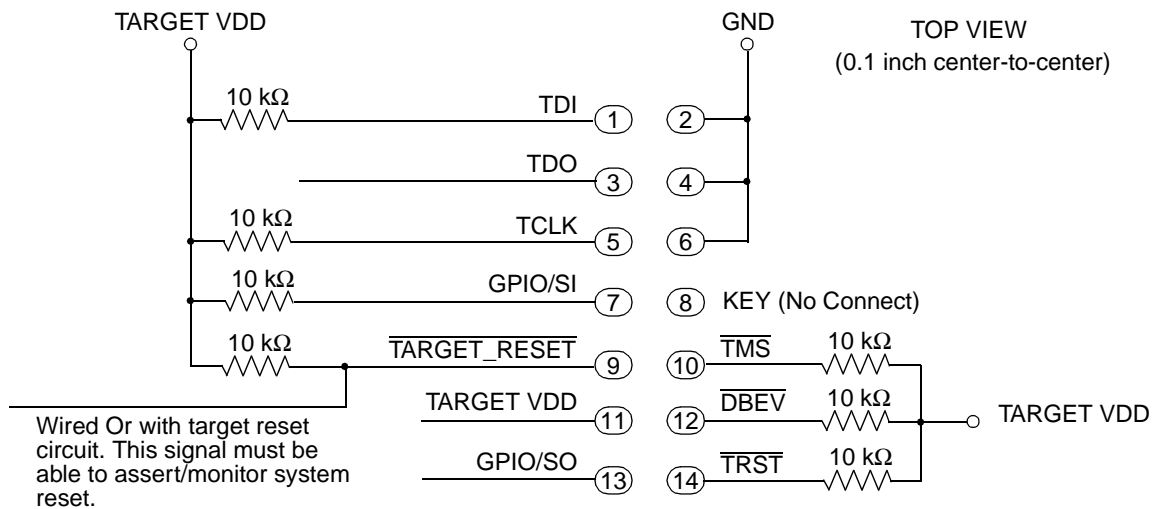 TARGET VDD
GND
TOP VIEW
(0.1 inch center-to-center)
10 kΩ
TDI
1
2
TDO
3
4
10 kΩ
TCLK
5
6
10 kΩ
GPIO/SI
7
8
KEY (No Connect)
10 kΩ
TARGET_RESET
9
10
TMS
10 kΩ
TARGET VDD
11
12
DBEV
10 kΩ
TARGET VDD
GPIO/SO
13
14
TRST
10 kΩ
Wired Or with target reset
circuit. This signal must be
able to assert/monitor system
reset.